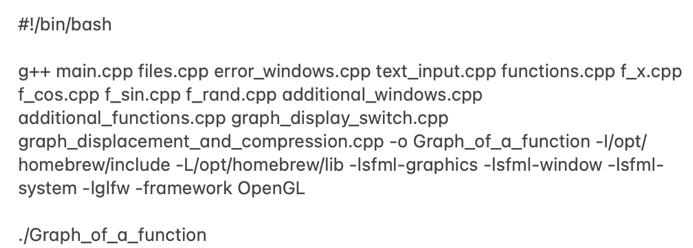 #!/bin/bash

g++ main.cpp files.cpp error_windows.cpp text_input.cpp functions.cpp f_x.cpp
f_cos.cpp f_sin.cpp f_rand.cpp additional_windows.cpp
additional_functions.cpp graph_display_switch.cpp
graph_displacement_and_compression.cpp -o Graph_of_a_function -I/opt/
homebrew/include -L/opt/homebrew/lib -lsfml-graphics -lsfml-window -lsfml-
system -lglfw -framework OpenGL

./Graph_of_a_function